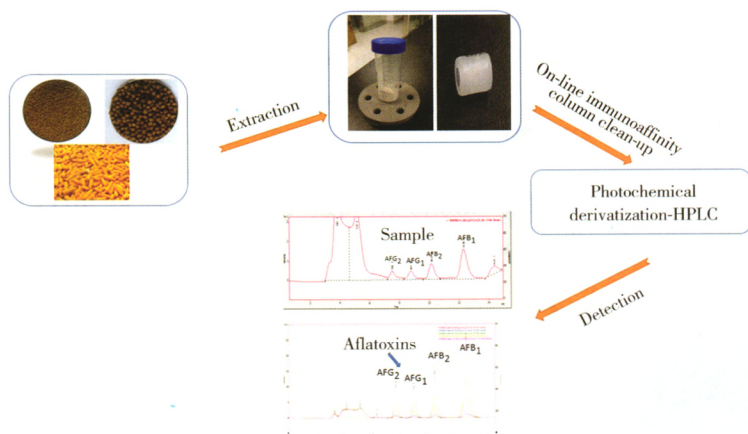 Extraction
On-line immunoaffinity
column clean-up
Photochemical
derivatization-HPLC
Detection
Sample
AFG2
AFG1
AFB2
AFB1
Aflatoxins
AFG2
AFG1
AFB2
AFB1